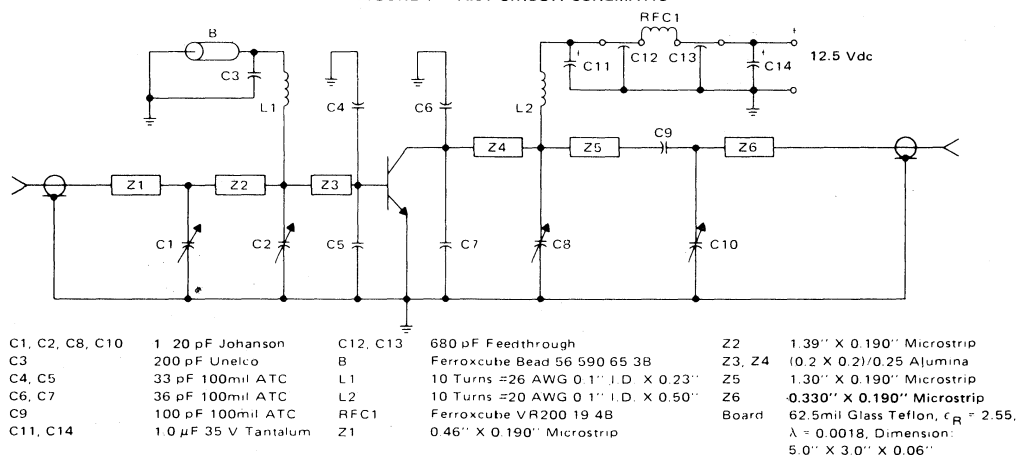 RFC1
B
C3
L1
C4
C6
L2
C11
C12
C13
C14
12.5 Vdc
C9
Z1
Z2
Z3
Z4
Z5
Z6
C1
C2
C5
C7
C8
C10
C1, C2, C8, C10 1 20 pF Johanson
C3 200 pF Unelco
C4, C5 33 pF 100mil ATC
C6, C7 36 pF 100mil ATC
C9 100 pF 100mil ATC
C11, C14 1.0 μF 35 V Tantalum
C12, C13 680 pF Feedthrough
B Ferroxcube Bead 56 590 65 3B
L1 10 Turns #26 AWG 0.1" I.D. X 0.23"
L2 10 Turns #20 AWG 0.1" I.D. X 0.50"
RFC1 Ferroxcube VR200 19 4B
Z1 0.46" X 0.190" Microstrip
Z2 1.39" X 0.190" Microstrip
Z3, Z4 (0.2 X 0.2)/0.25 Alumina
Z5 1.30" X 0.190" Microstrip
Z6 0.330" X 0.190" Microstrip
Board 62.5mil Glass Teflon, εR = 2.55,
λ = 0.0018, Dimension:
5.0" X 3.0" X 0.06"